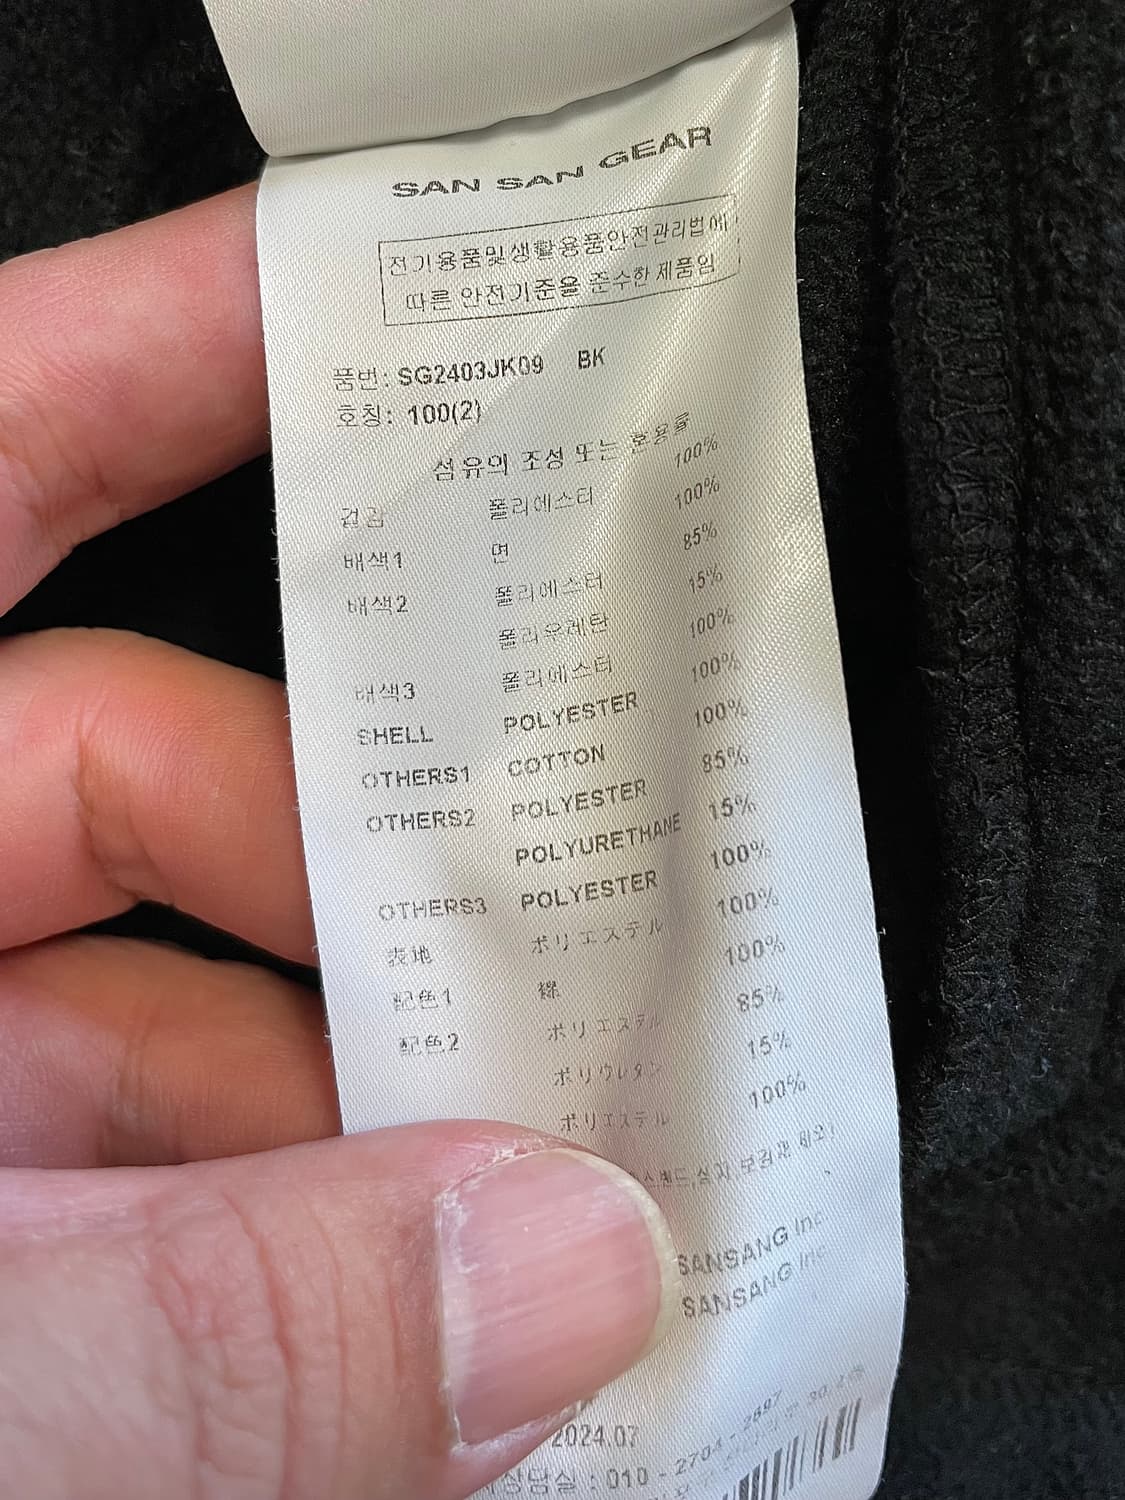 SAN SAN GEAR
전기용품및생활용품안전관리법에
따른 안전기준을 준수한 제품임
품번: SG2403JK09 BK
호칭: 100(2)
섬유의 조성 또는 혼용율
겉감 폴리에스터 100%
배색1 면 100%
배색2 폴리에스터 85%
폴리우레탄 15%
배색3 폴리에스터 100%
SHELL POLYESTER 100%
OTHERS1 COTTON 100%
OTHERS2 POLYESTER 85%
POLYURETHANE 15%
OTHERS3 POLYESTER 100%
表地 ポリエステル 100%
配色1 100%
配色2 ポリエステル 85%
ポリウレタン 15%
ポリエステル 100%
SANSANG Inc.
SANSANG Inc.
2024.07
상담실 : 010 - 2704 - 2697